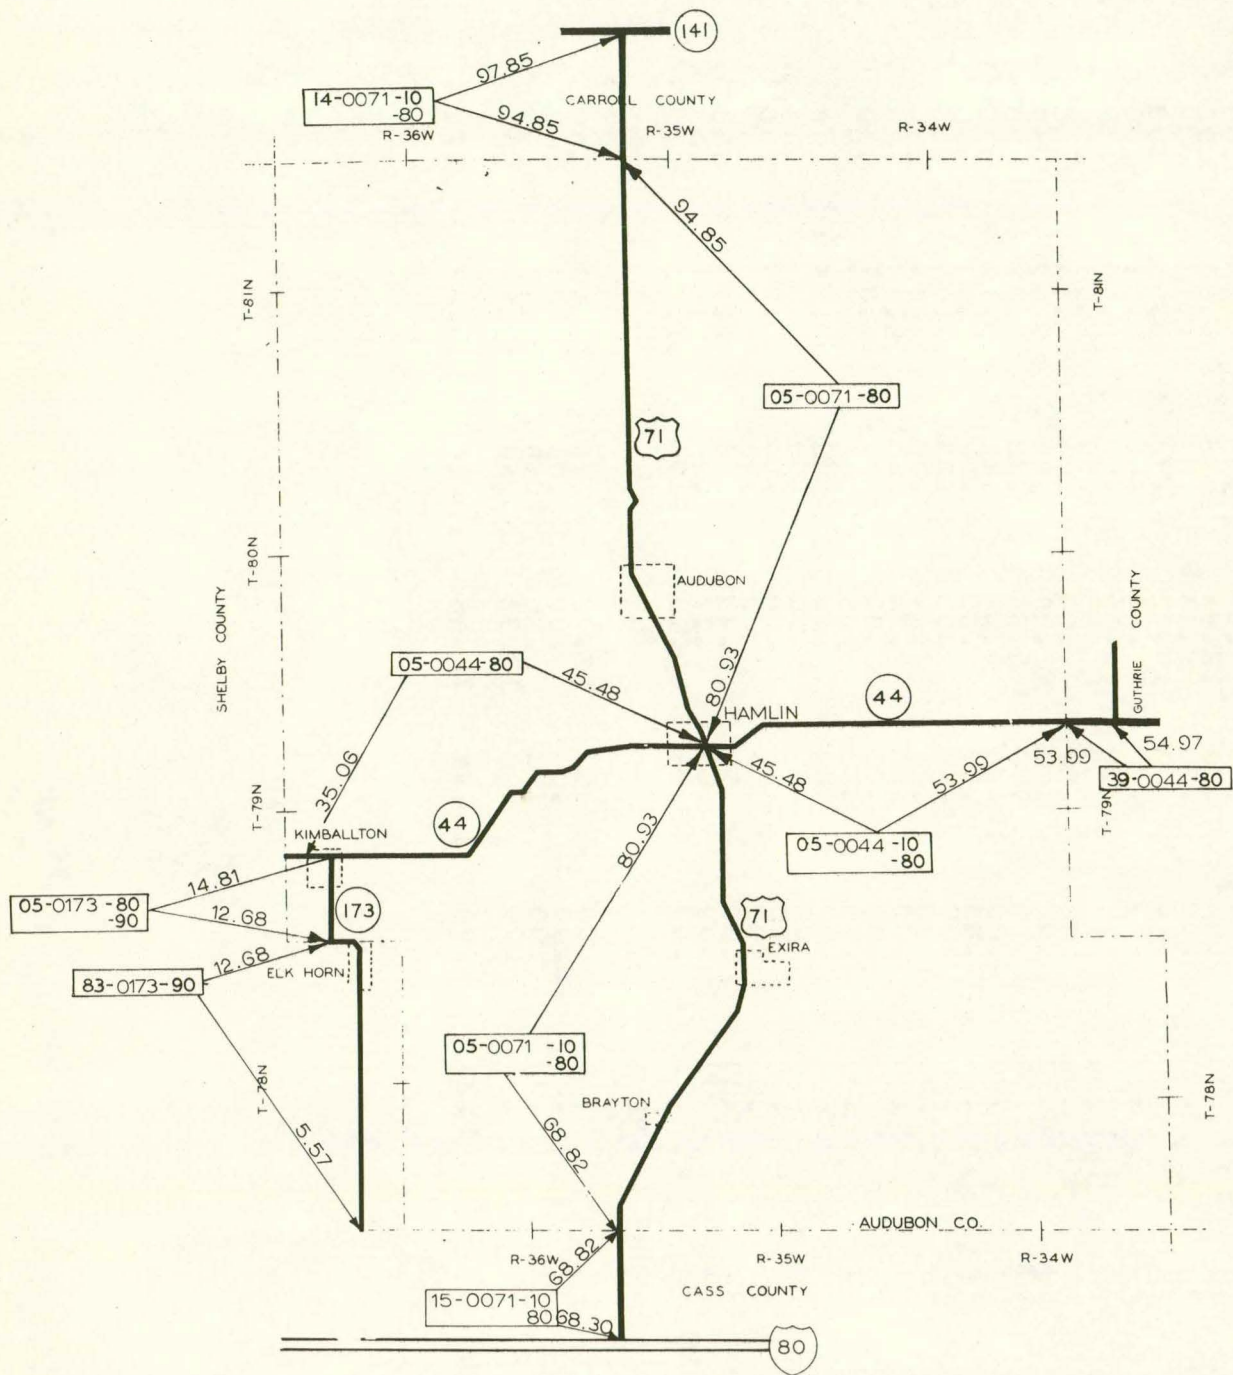 141
97.85
14-0071-10
-80
CARROLL COUNTY
94.85
R-36W
R-35W
R-34W
94.85
T-81N
T-81N
05-0071-80
71
T-80N
AUDUBON
SHELBY COUNTY
GUTHRIE COUNTY
05-0044-80
45.48
80.93
HAMLIN
44
54.97
53.09
39-0044-80
45.48
53.99
35.06
T-79N
T-79N
KIMBALLTON
44
80.93
05-0044-10
-80
14.81
05-0173-80
-90
12.68
173
71
EXIRA
12.68
ELK HORN
83-0173-90
05-0071-10
-80
T-78N
T-78N
BRAYTON
5.57
68.82
AUDUBON CO.
R-36W
R-35W
R-34W
68.82
CASS COUNTY
15-0071-10
80
68.30
80